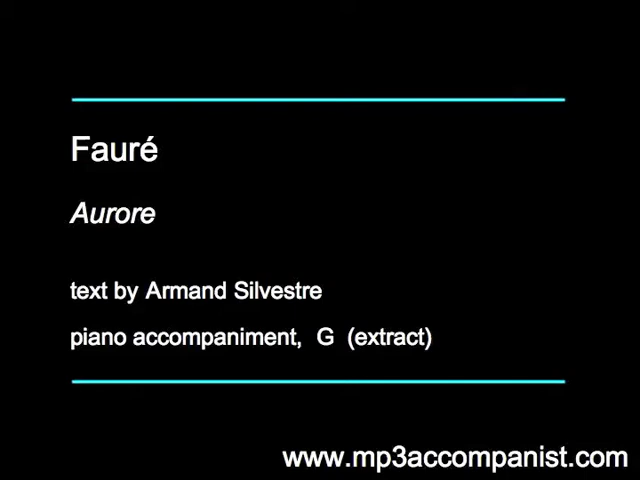 Fauré
Aurore
text by Armand Silvestre
piano accompaniment,  G  (extract)
www.mp3accompanist.com